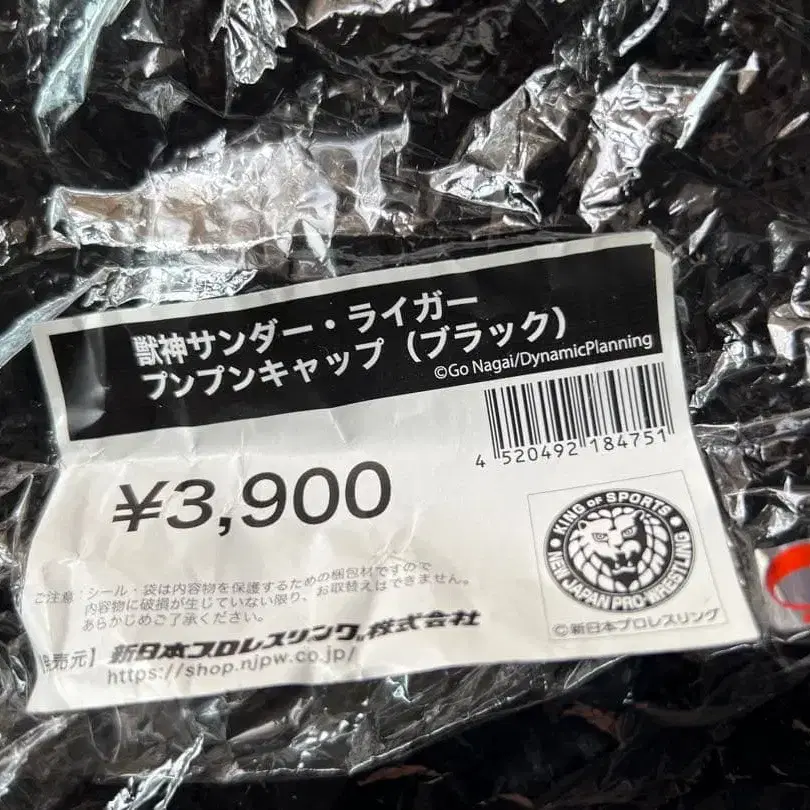 獣神サンダー・ライガー
プンプンキャップ（ブラック）
©Go Nagai/DynamicPlanning
4 520492 184751
¥3,900
KING OF SPORTS
NEW JAPAN PRO-WRESTLING
©新日本プロレスリング
ご注意：シール・袋は内容物を保護するための梱包材ですので
内容物に破損が生じていない限り、お取替えはできません。
あらかじめご了承ください。
売元】新日本プロレスリング株式会社
https://shop.njpw.co.jp/